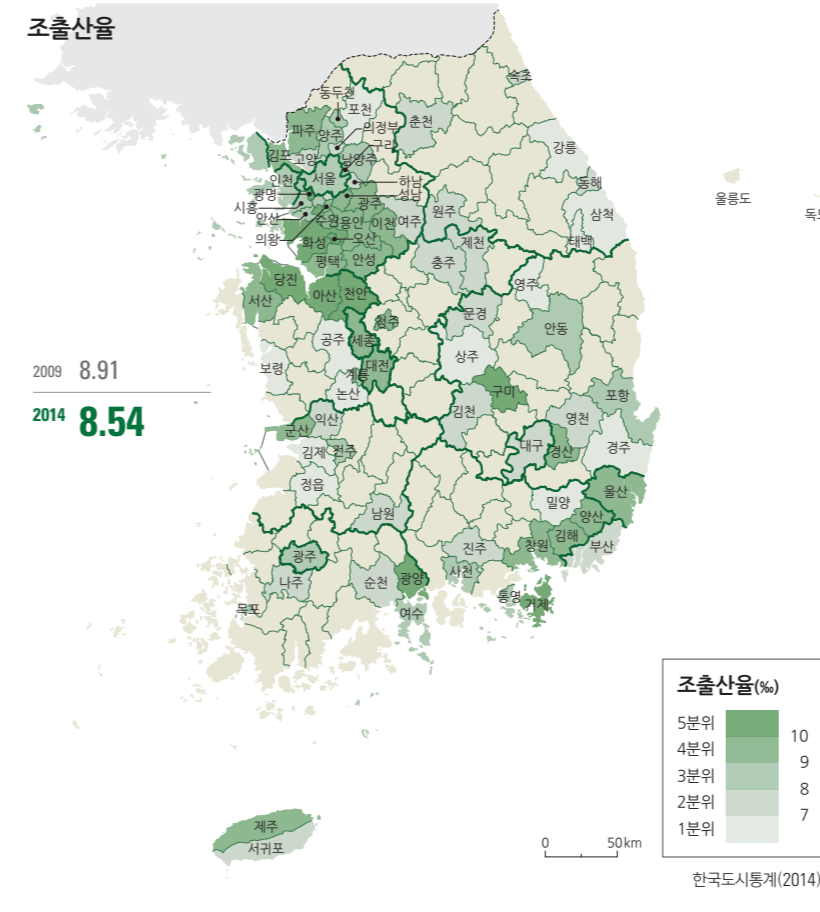 조출산율
속초
동두천
포천
춘천
파주
양주
의정부
강릉
구리
김포
고양
남양주
인천
서울
하남
동해
광명
성남
울릉도
시흥
광주
원주
삼척
안산
수원
용인
이천
여주
의왕
화성
오산
제천
태백
평택
안성
충주
당진
영주
서산
아산
천안
문경
청주
안동
공주
세종
상주
2009 8.91
보령
대전
계룡
구미
논산
포항
2014 8.54
김천
익산
영천
군산
대구
경산
경주
김제
전주
정읍
울산
밀양
남원
양산
김해
창원
부산
진주
광주
사천
나주
순천
광양
통영
거제
목포
여수
조출산율(‰)
5분위
10
4분위
9
3분위
8
2분위
7
1분위
제주
서귀포
0 50km
한국도시통계(2014)